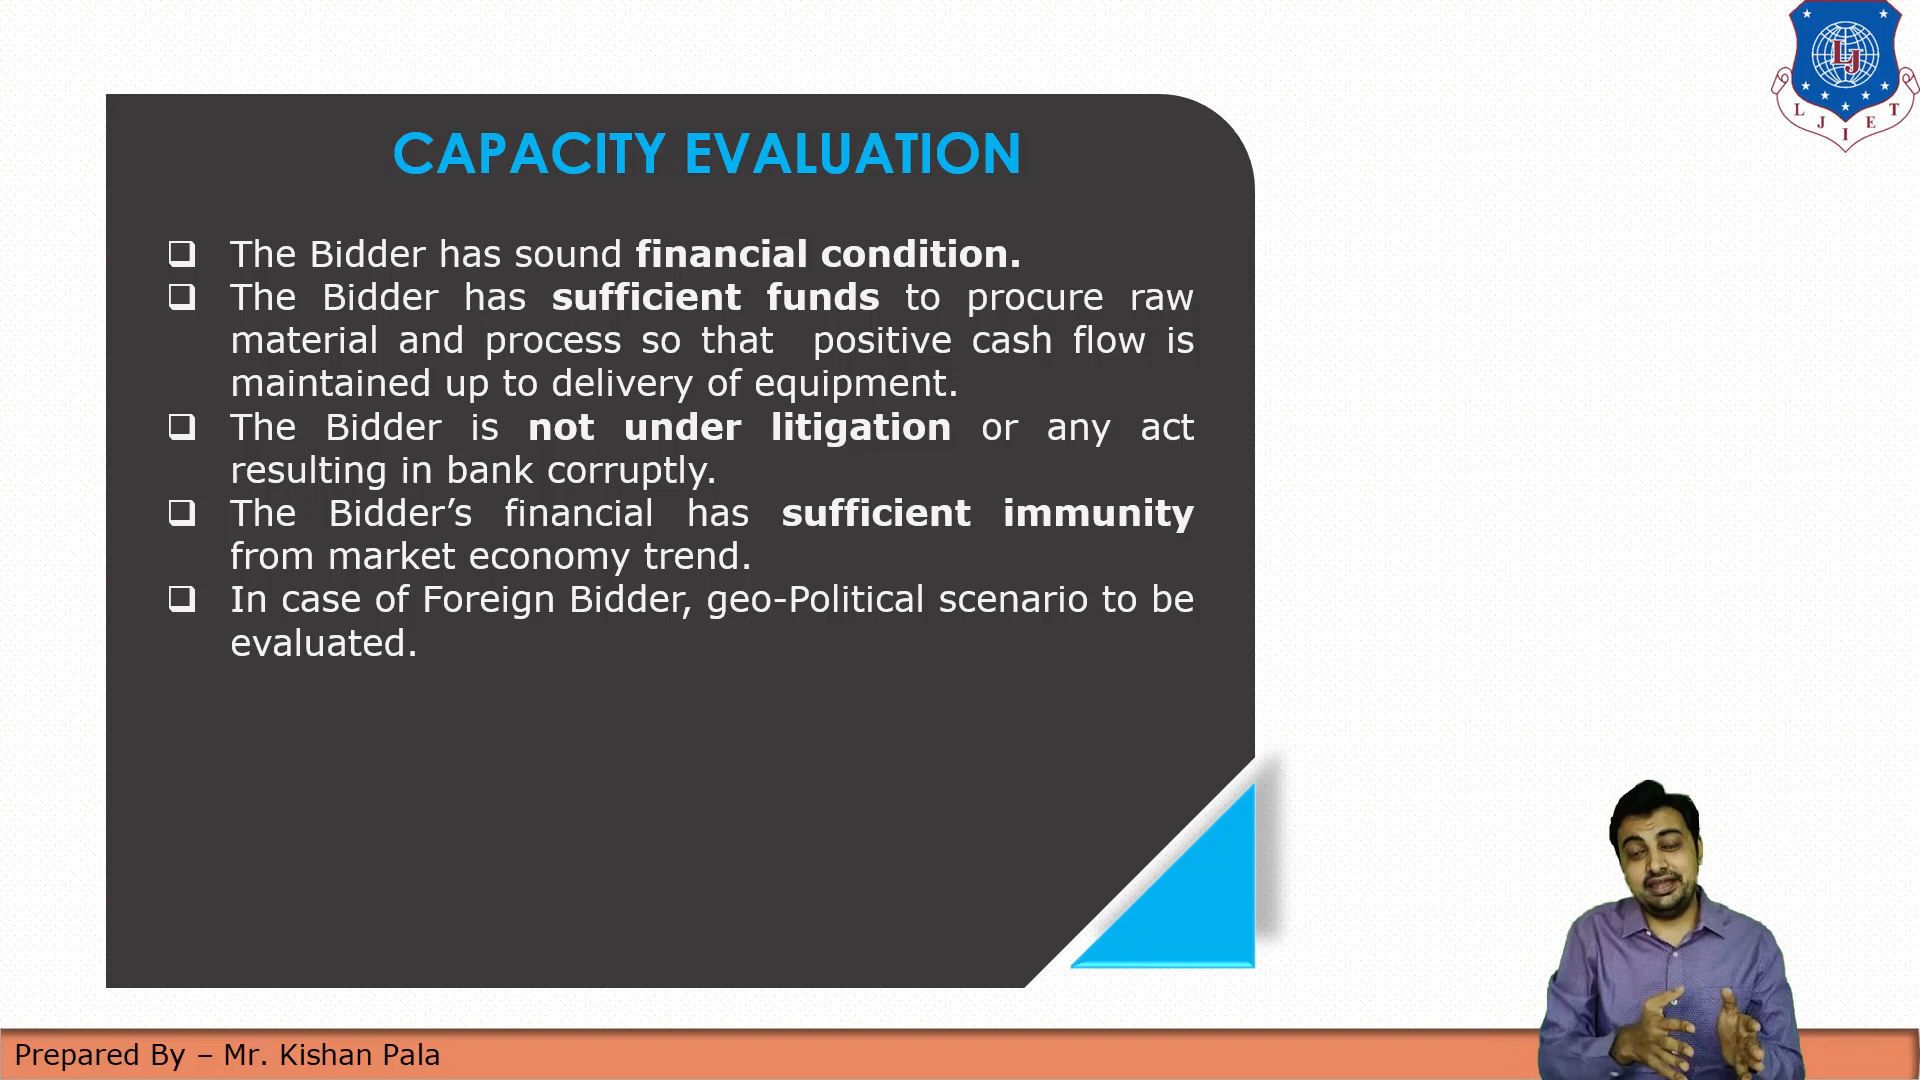 CAPACITY EVALUATION
❑ The Bidder has sound financial condition.
❑ The Bidder has sufficient funds to procure raw
material and process so that positive cash flow is
maintained up to delivery of equipment.
❑ The Bidder is not under litigation or any act
resulting in bank corruptly.
❑ The Bidder’s financial has sufficient immunity
from market economy trend.
❑ In case of Foreign Bidder, geo-Political scenario to be
evaluated.
LJ
L J I E T
Prepared By – Mr. Kishan Pala